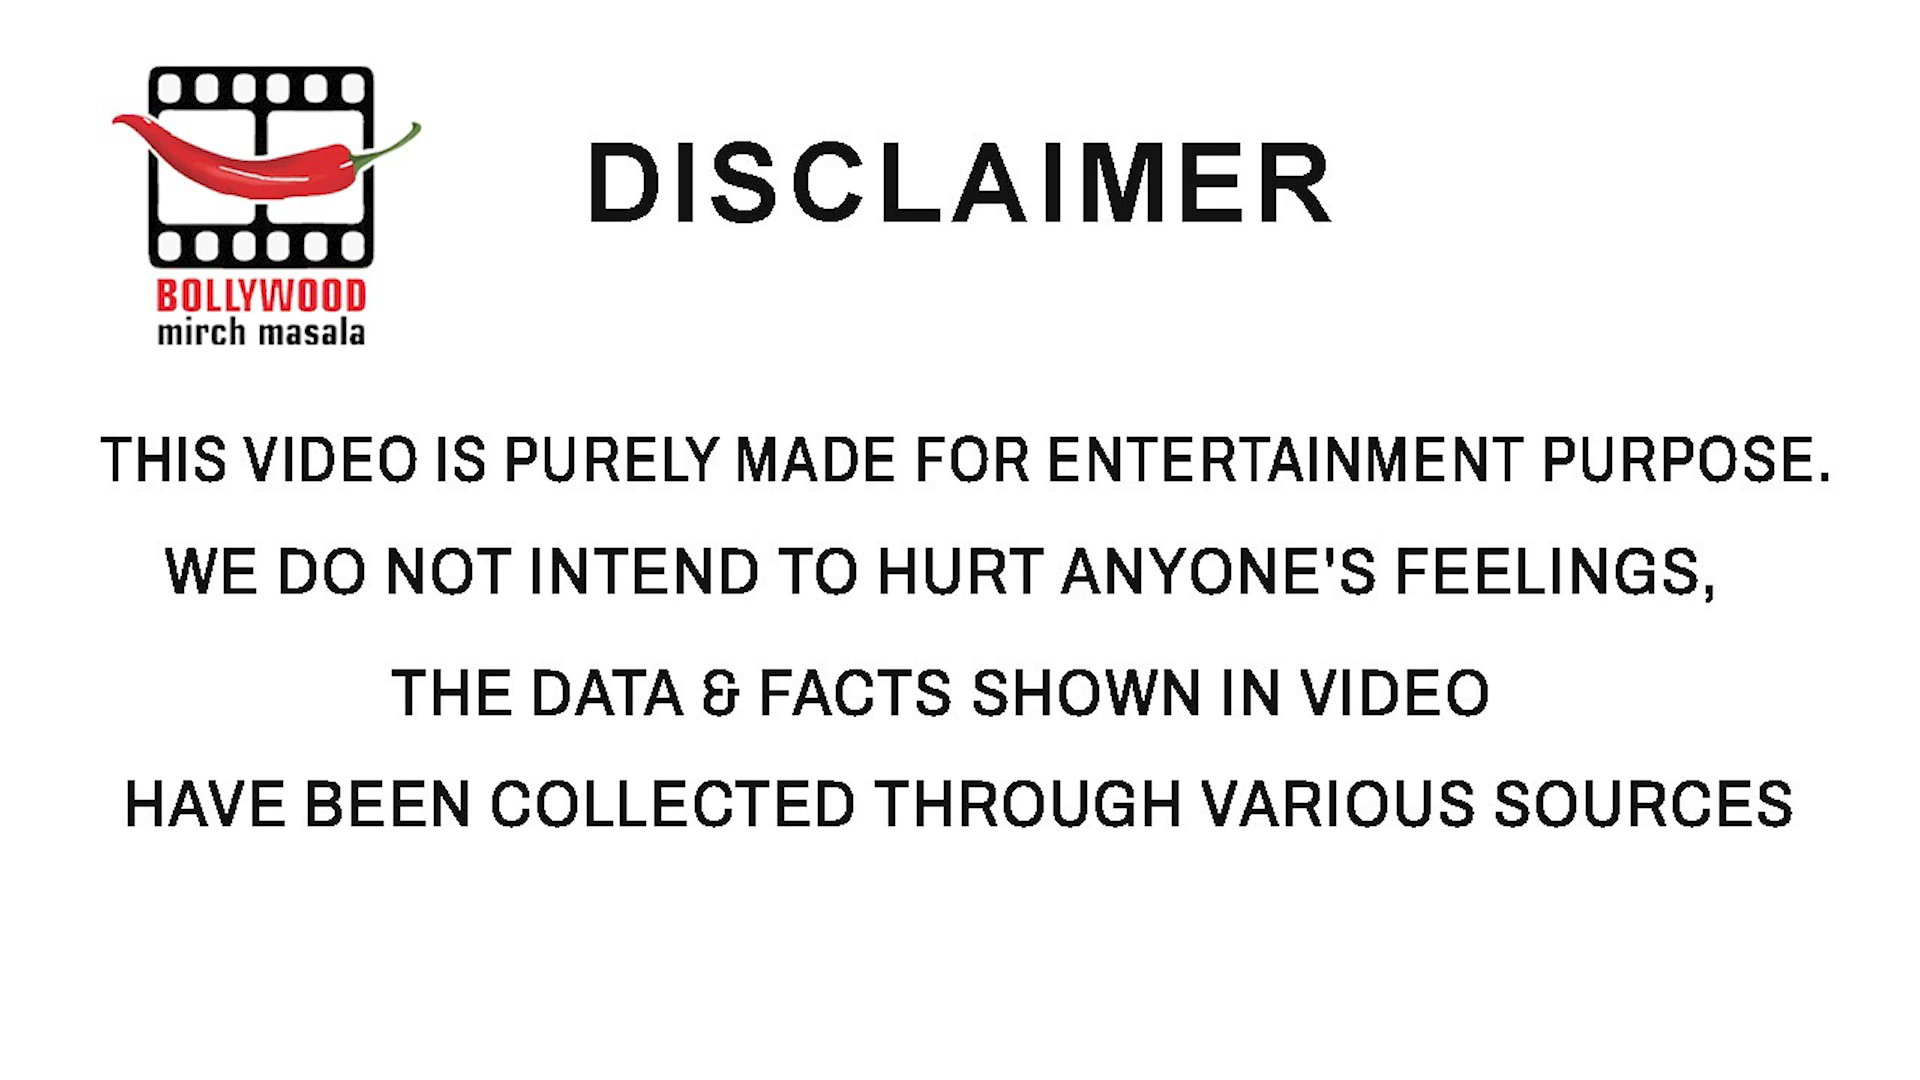 BOLLYWOOD
mirch masala
DISCLAIMER
THIS VIDEO IS PURELY MADE FOR ENTERTAINMENT PURPOSE.
WE DO NOT INTEND TO HURT ANYONE'S FEELINGS,
THE DATA & FACTS SHOWN IN VIDEO
HAVE BEEN COLLECTED THROUGH VARIOUS SOURCES